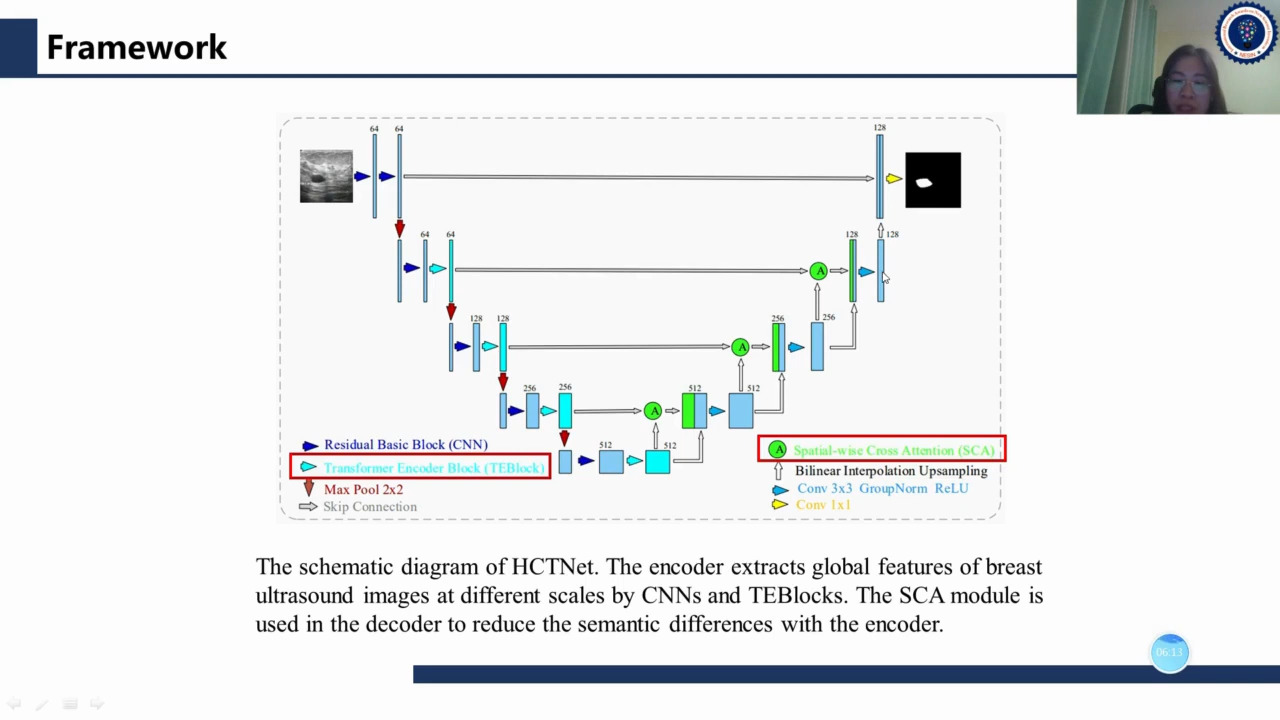 Framework
64 64 128
64 64 128 128
128 128 256 256
256 256 512 512
512 512
A
A
A
Residual Basic Block (CNN)
Transformer Encoder Block (TEBlock)
Max Pool 2x2
Skip Connection
A Spatial-wise Cross Attention (SCA)
Bilinear Interpolation Upsampling
Conv 3x3 GroupNorm ReLU
Conv 1x1
The schematic diagram of HCTNet. The encoder extracts global features of breast
ultrasound images at different scales by CNNs and TEBlocks. The SCA module is
used in the decoder to reduce the semantic differences with the encoder.
06:13